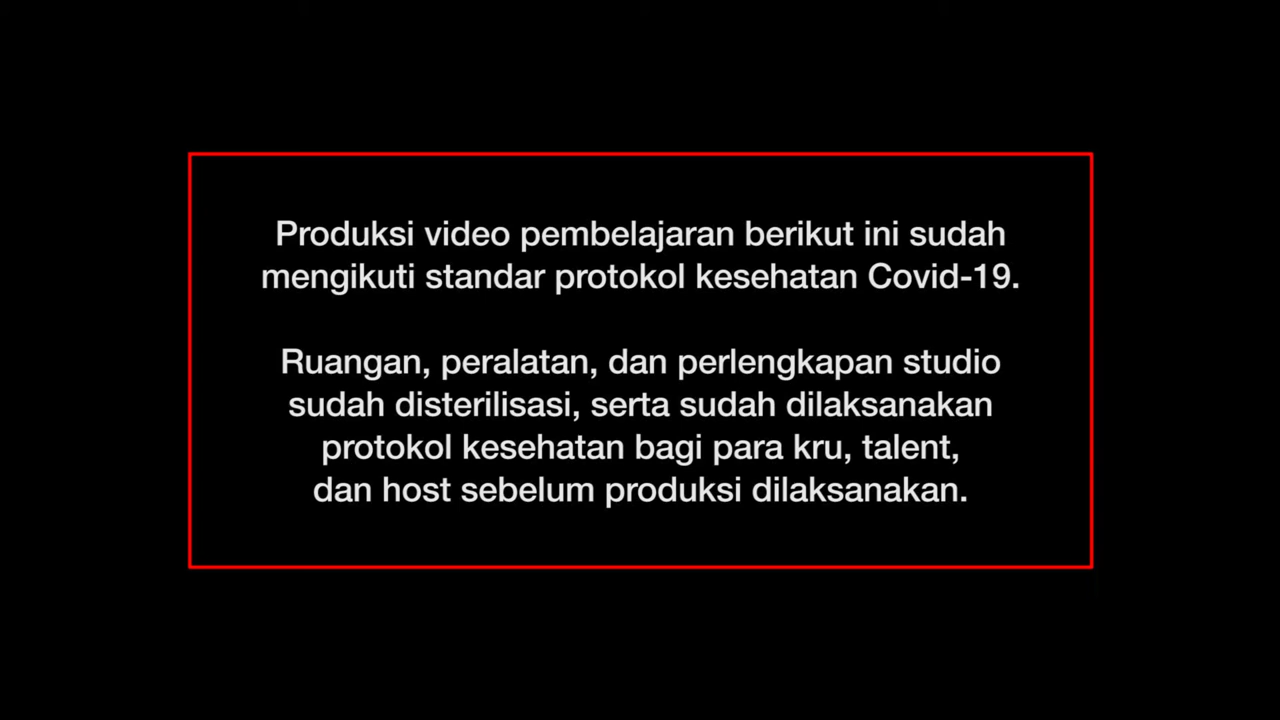 Produksi video pembelajaran berikut ini sudah
mengikuti standar protokol kesehatan Covid-19.
Ruangan, peralatan, dan perlengkapan studio
sudah disterilisasi, serta sudah dilaksanakan
protokol kesehatan bagi para kru, talent,
dan host sebelum produksi dilaksanakan.